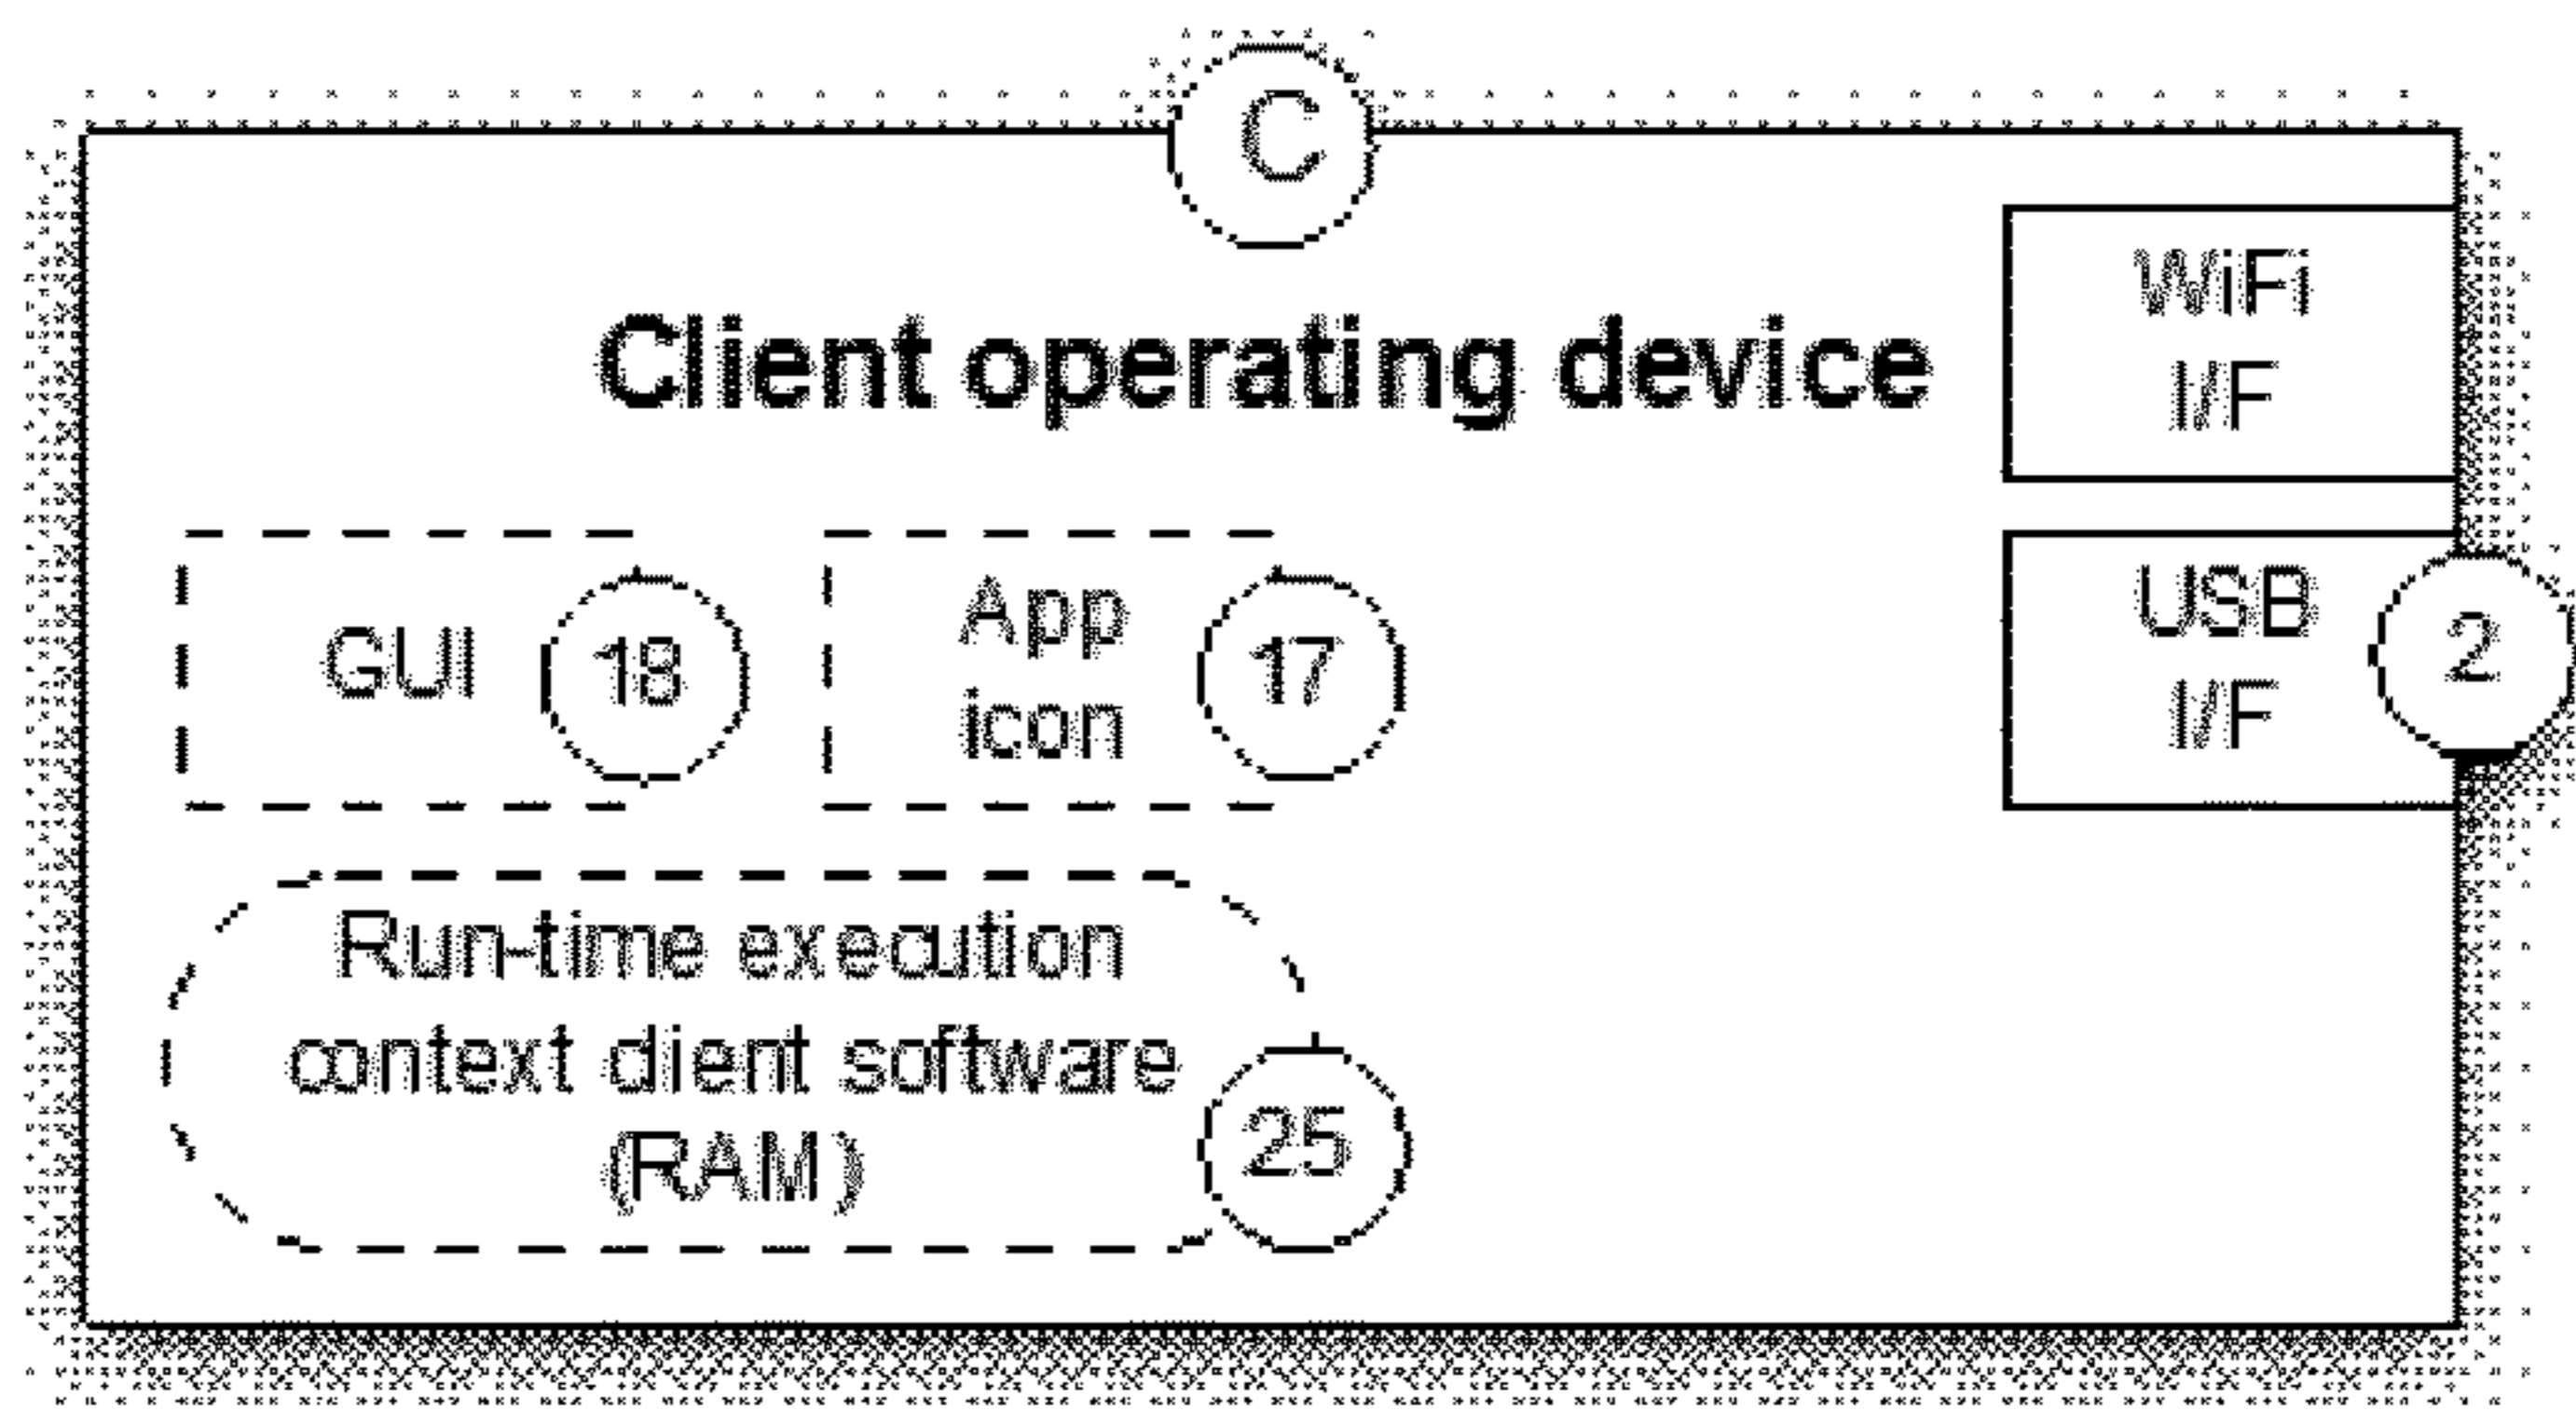 C
Client operating device
WiFi
I/F
GUI
18
App
icon
17
USB
I/F
2
Run-time execution
context client software
(RAM)
25